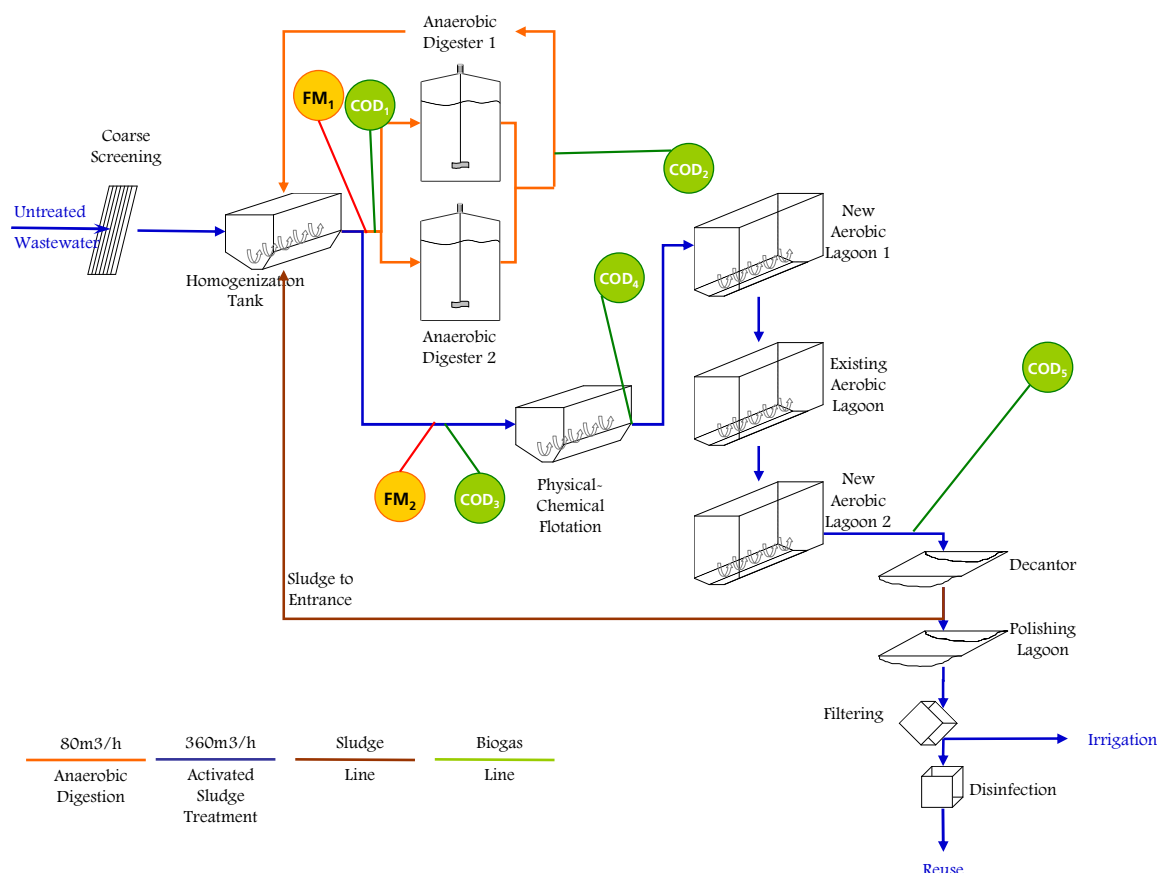 Anaerobic
Digester 1
FM1
COD1
Coarse
Screening
COD2
Untreated
Wastewater
New
Aerobic
Lagoon 1
Homogenization
Tank
COD4
Anaerobic
Digester 2
Existing
Aerobic
Lagoon
COD5
FM2
COD3
Physical-
Chemical
Flotation
New
Aerobic
Lagoon 2
Decantor
Sludge to
Entrance
Polishing
Lagoon
Filtering
Irrigation
80m3/h
Anaerobic
Digestion
360m3/h
Activated
Sludge
Treatment
Sludge
Line
Biogas
Line
Disinfection
Reuse